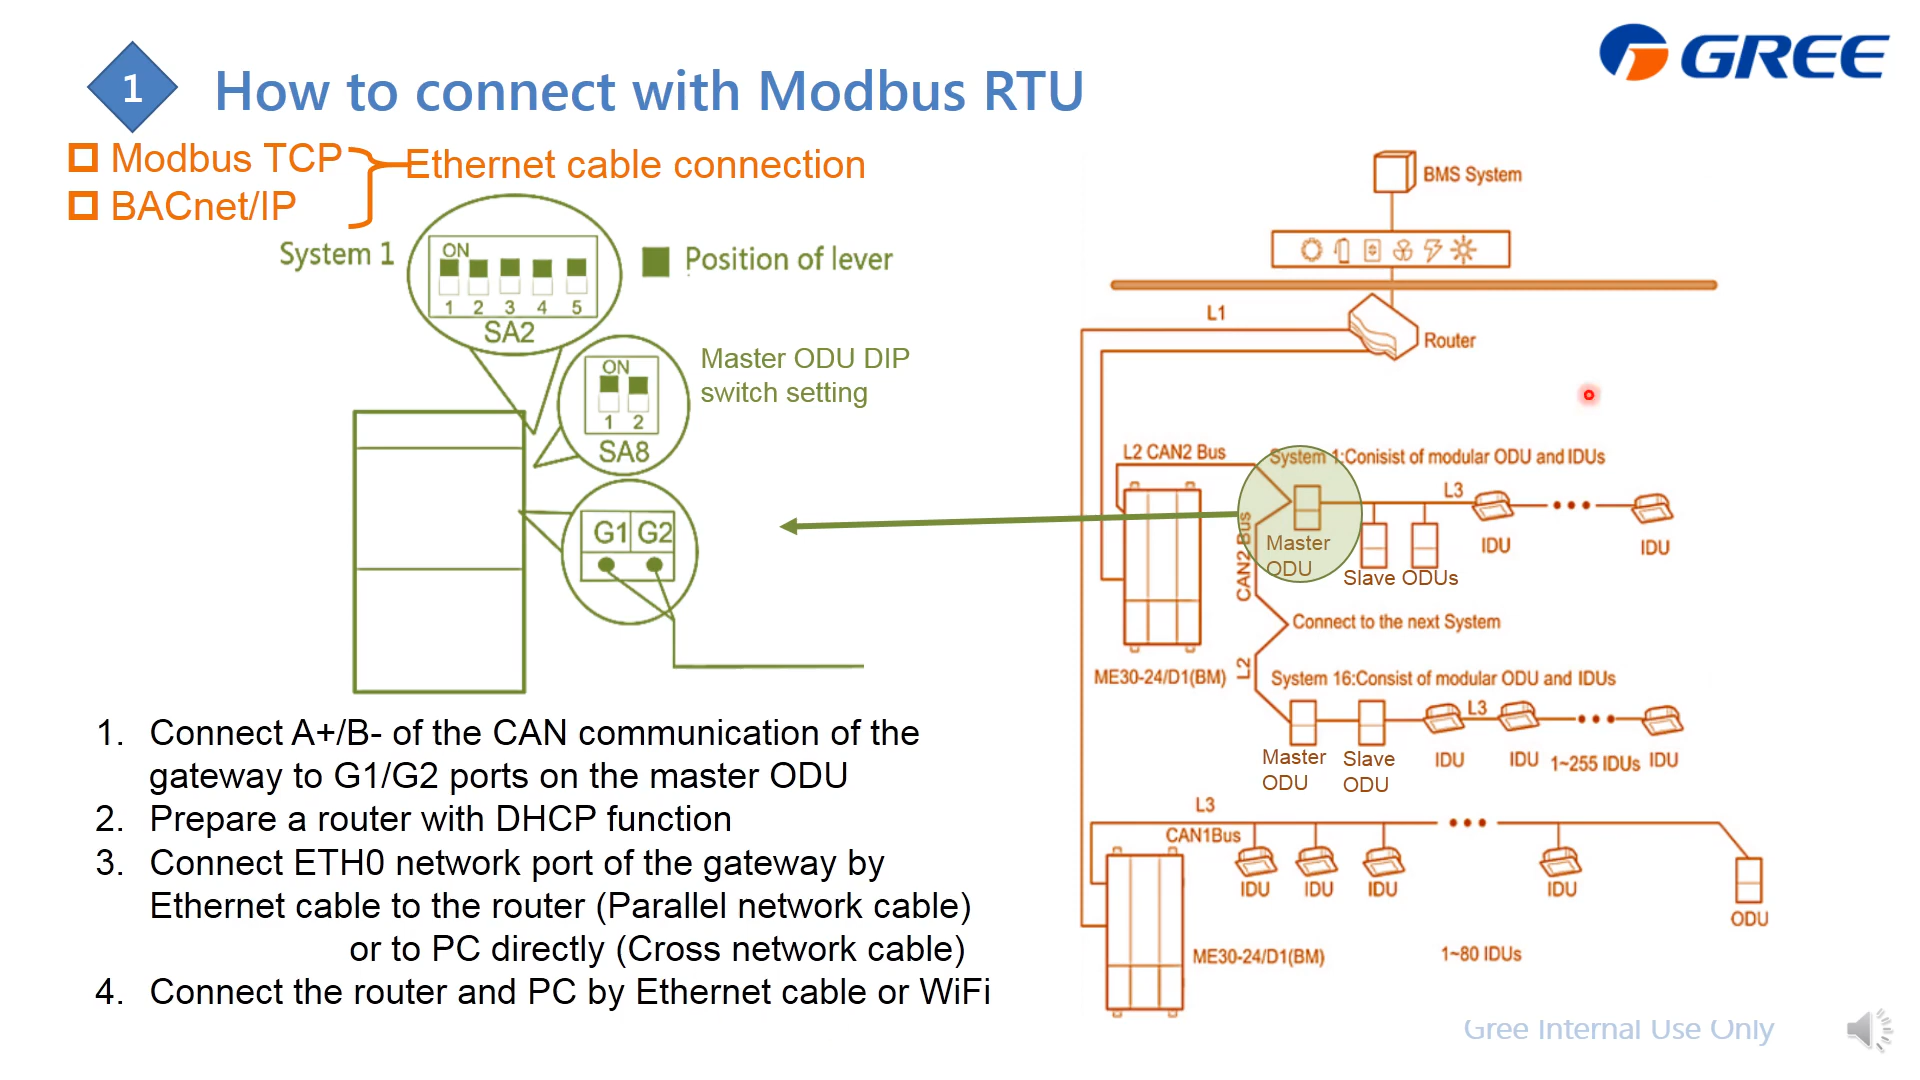 GREE
1
How to connect with Modbus RTU
Modbus TCP
BACnet/IP
Ethernet cable connection
System 1
ON
1 2 3 4 5
SA2
Position of lever
ON
1 2
SA8
Master ODU DIP
switch setting
G1 G2
1. Connect A+/B- of the CAN communication of the
gateway to G1/G2 ports on the master ODU
2. Prepare a router with DHCP function
3. Connect ETH0 network port of the gateway by
Ethernet cable to the router (Parallel network cable)
or to PC directly (Cross network cable)
4. Connect the router and PC by Ethernet cable or WiFi
BMS System
L1
Router
L2 CAN2 Bus
System 1:Conisist of modular ODU and IDUs
L3
IDU
IDU
Master
ODU
Slave ODUs
CAN2 Bus
Connect to the next System
ME30-24/D1(BM)
L2
System 16:Consist of modular ODU and IDUs
L3
Master
ODU
Slave
ODU
IDU
IDU
1~255 IDUs
IDU
L3
CAN1Bus
IDU
IDU
IDU
IDU
ODU
ME30-24/D1(BM)
1~80 IDUs
Gree Internal Use Only